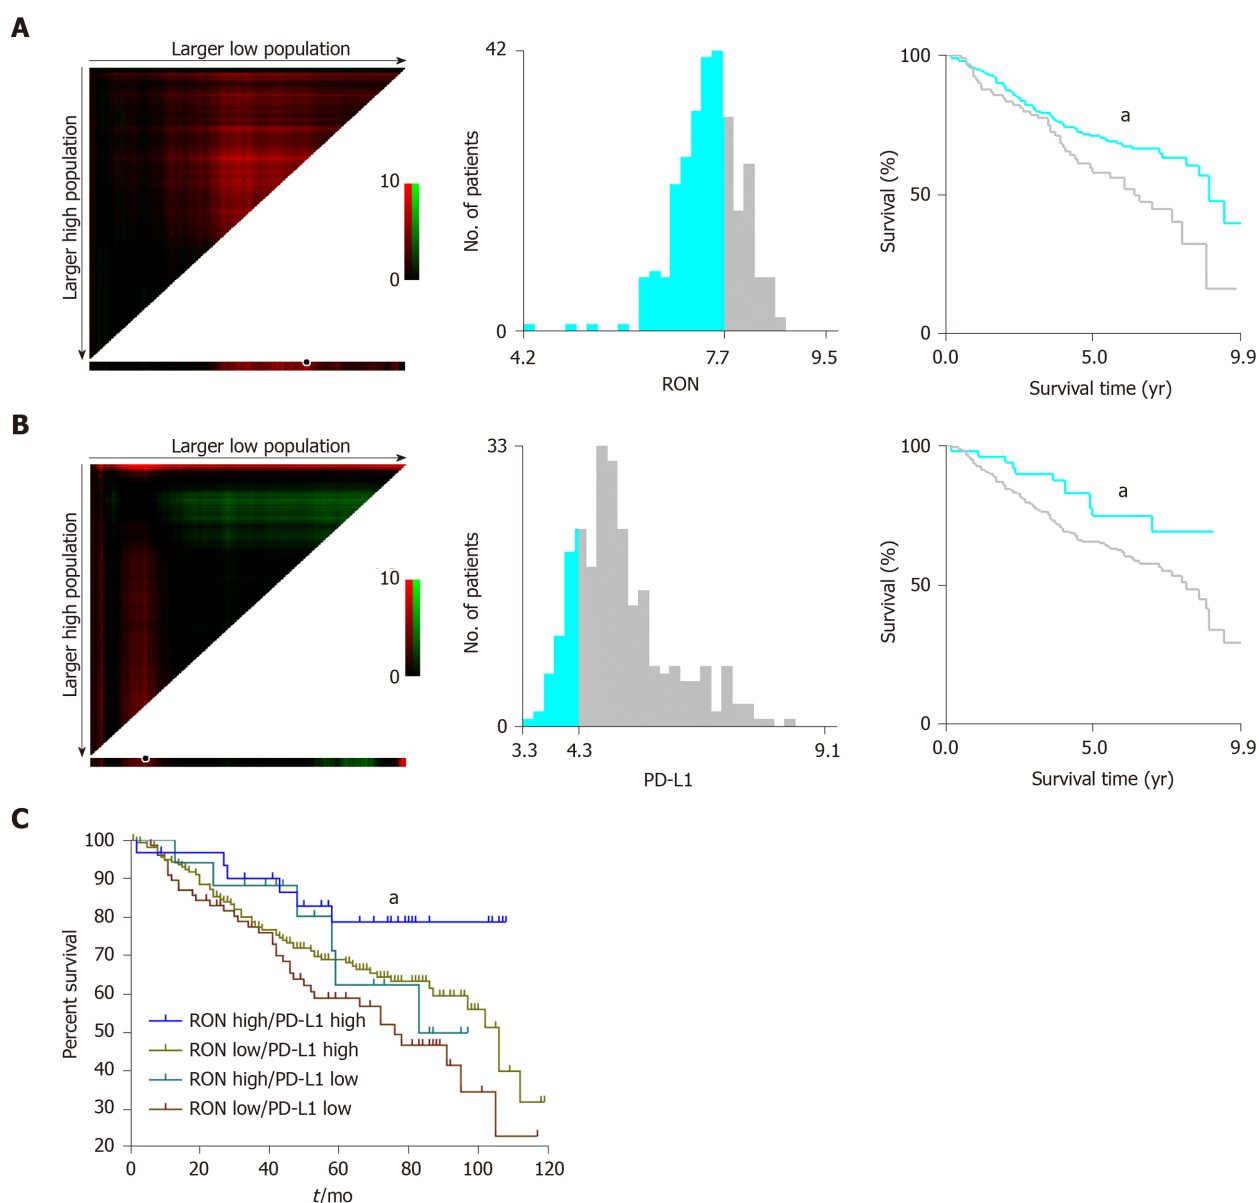 A
Larger low population
Larger high population
10
0
42
0
No. of patients
4.2
7.7
9.5
RON
100
50
0
Survival (%)
a
0.0
5.0
9.9
Survival time (yr)
B
Larger low population
Larger high population
10
0
33
0
No. of patients
3.3
4.3
9.1
PD-L1
100
50
0
Survival (%)
a
0.0
5.0
9.9
Survival time (yr)
C
100
90
80
70
60
50
40
30
20
Percent survival
a
RON high/PD-L1 high
RON low/PD-L1 high
RON high/PD-L1 low
RON low/PD-L1 low
0
20
40
60
80
100
120
t/mo